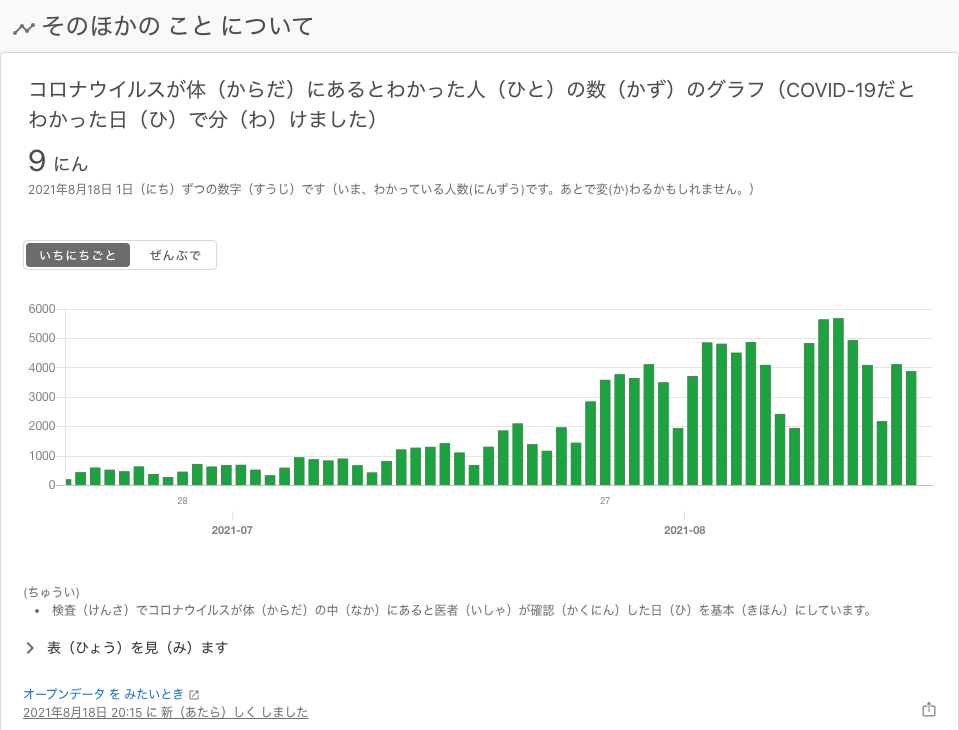 そのほかの こと について
コロナウイルスが体（からだ）にあるとわかった人（ひと）の数（かず）のグラフ（COVID-19だと
わかった日（ひ）で分（わ）けました）
9 にん
2021年8月18日 1日（にち）ずつの数字（すうじ）です（いま、わかっている人数(にんずう)です。あとで変(か)わるかもしれません。）
いちにちごと ぜんぶで
6000
5000
4000
3000
2000
1000
0
28 27
2021-07 2021-08
(ちゅうい)
• 検査（けんさ）でコロナウイルスが体（からだ）の中（なか）にあると医者（いしゃ）が確認（かくにん）した日（ひ）を基本（きほん）にしています。
表（ひょう）を見（み）ます
オープンデータ を みたいとき
2021年8月18日 20:15 に 新（あたら）しく しました